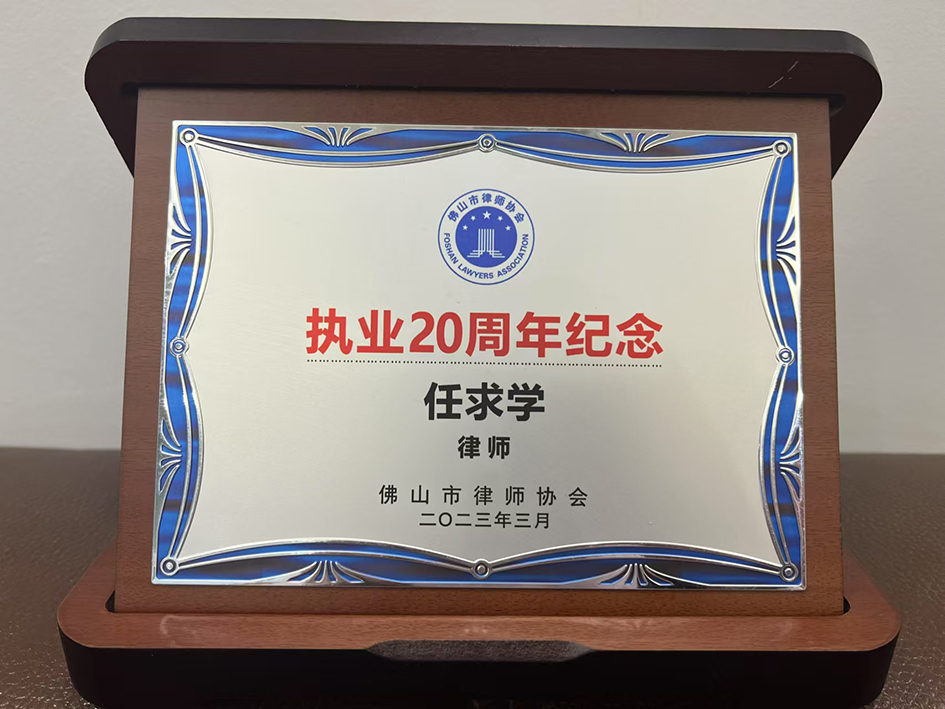 佛山市律师协会
FOSHAN LAWYERS ASSOCIATION
执业20周年纪念
任求学
律师
佛山市律师协会
二〇二三年三月